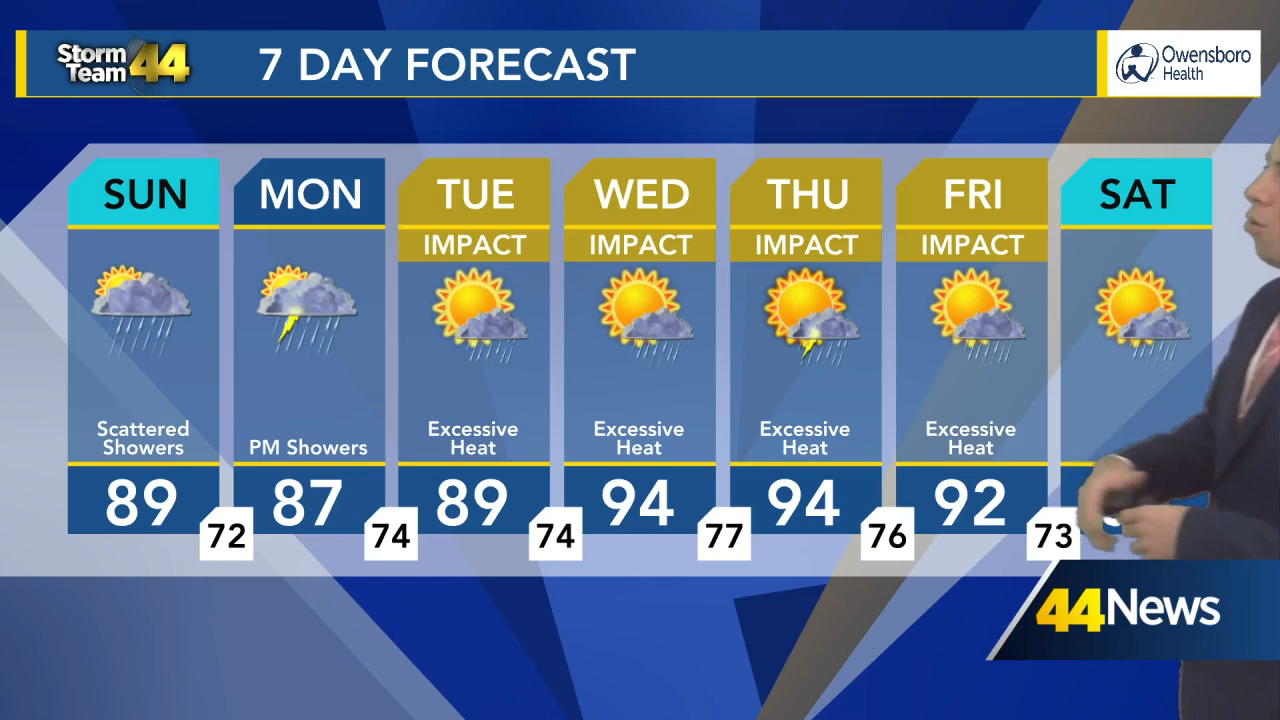 Storm
Team 44
7 DAY FORECAST
Owensboro
Health
SUN
MON
TUE
WED
THU
FRI
SAT
IMPACT
IMPACT
IMPACT
IMPACT
Scattered
Showers
PM Showers
Excessive
Heat
Excessive
Heat
Excessive
Heat
Excessive
Heat
89
87
89
94
94
92
72
74
74
77
76
73
44News